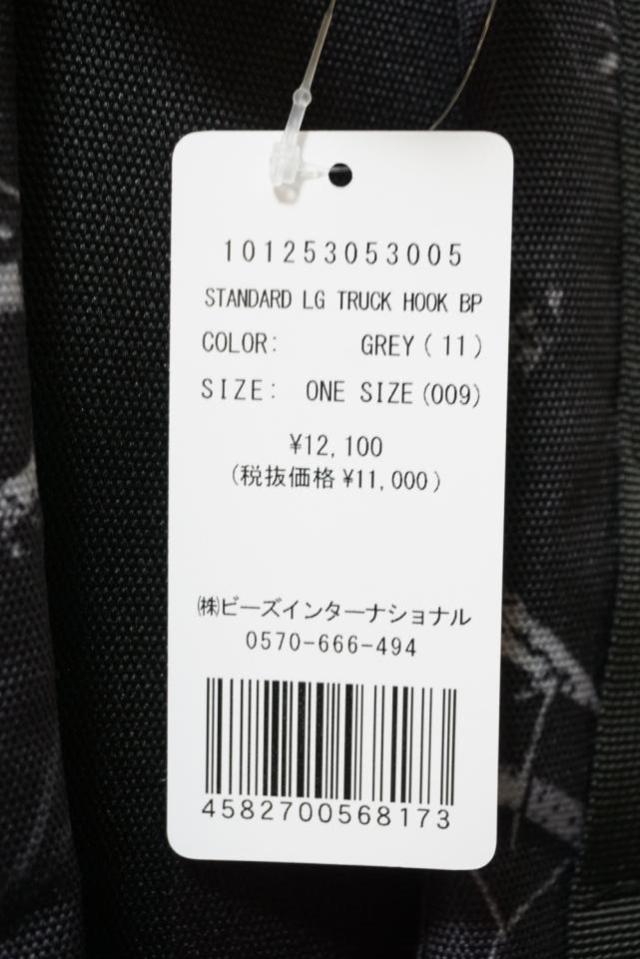 101253053005
STANDARD LG TRUCK HOOK BP
COLOR: GREY(11)
SIZE: ONE SIZE(009)
¥12,100
(税抜価格¥11,000)
㈱ビーズインターナショナル
0570-666-494
4582700568173